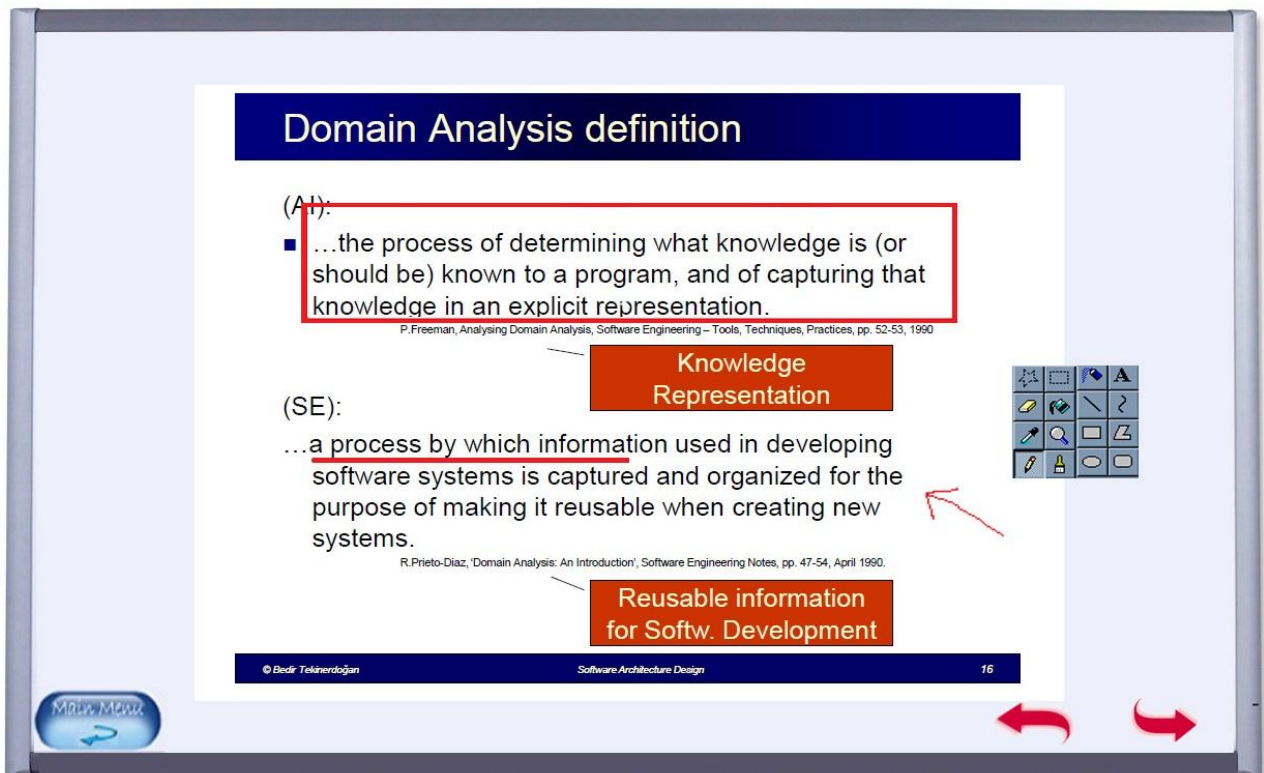 Domain Analysis definition
(AI):
…the process of determining what knowledge is (or
should be) known to a program, and of capturing that
knowledge in an explicit representation.
P.Freeman, Analysing Domain Analysis, Software Engineering – Tools, Techniques, Practices, pp. 52-53, 1990
Knowledge
Representation
(SE):
…a process by which information used in developing
software systems is captured and organized for the
purpose of making it reusable when creating new
systems.
R.Prieto-Diaz, 'Domain Analysis: An Introduction', Software Engineering Notes, pp. 47-54, April 1990.
Reusable information
for Softw. Development
© Bedir Tekinerdoğan Software Architecture Design 16
Main Menu
A